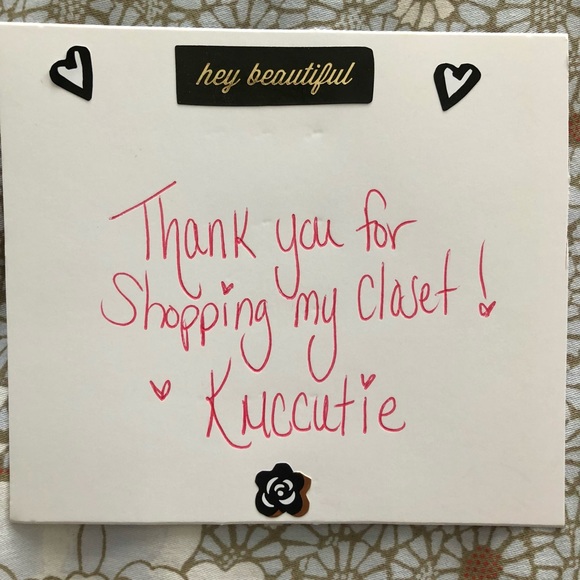 hey beautiful
Thank you for
Shopping my Closet!
Kmccutie